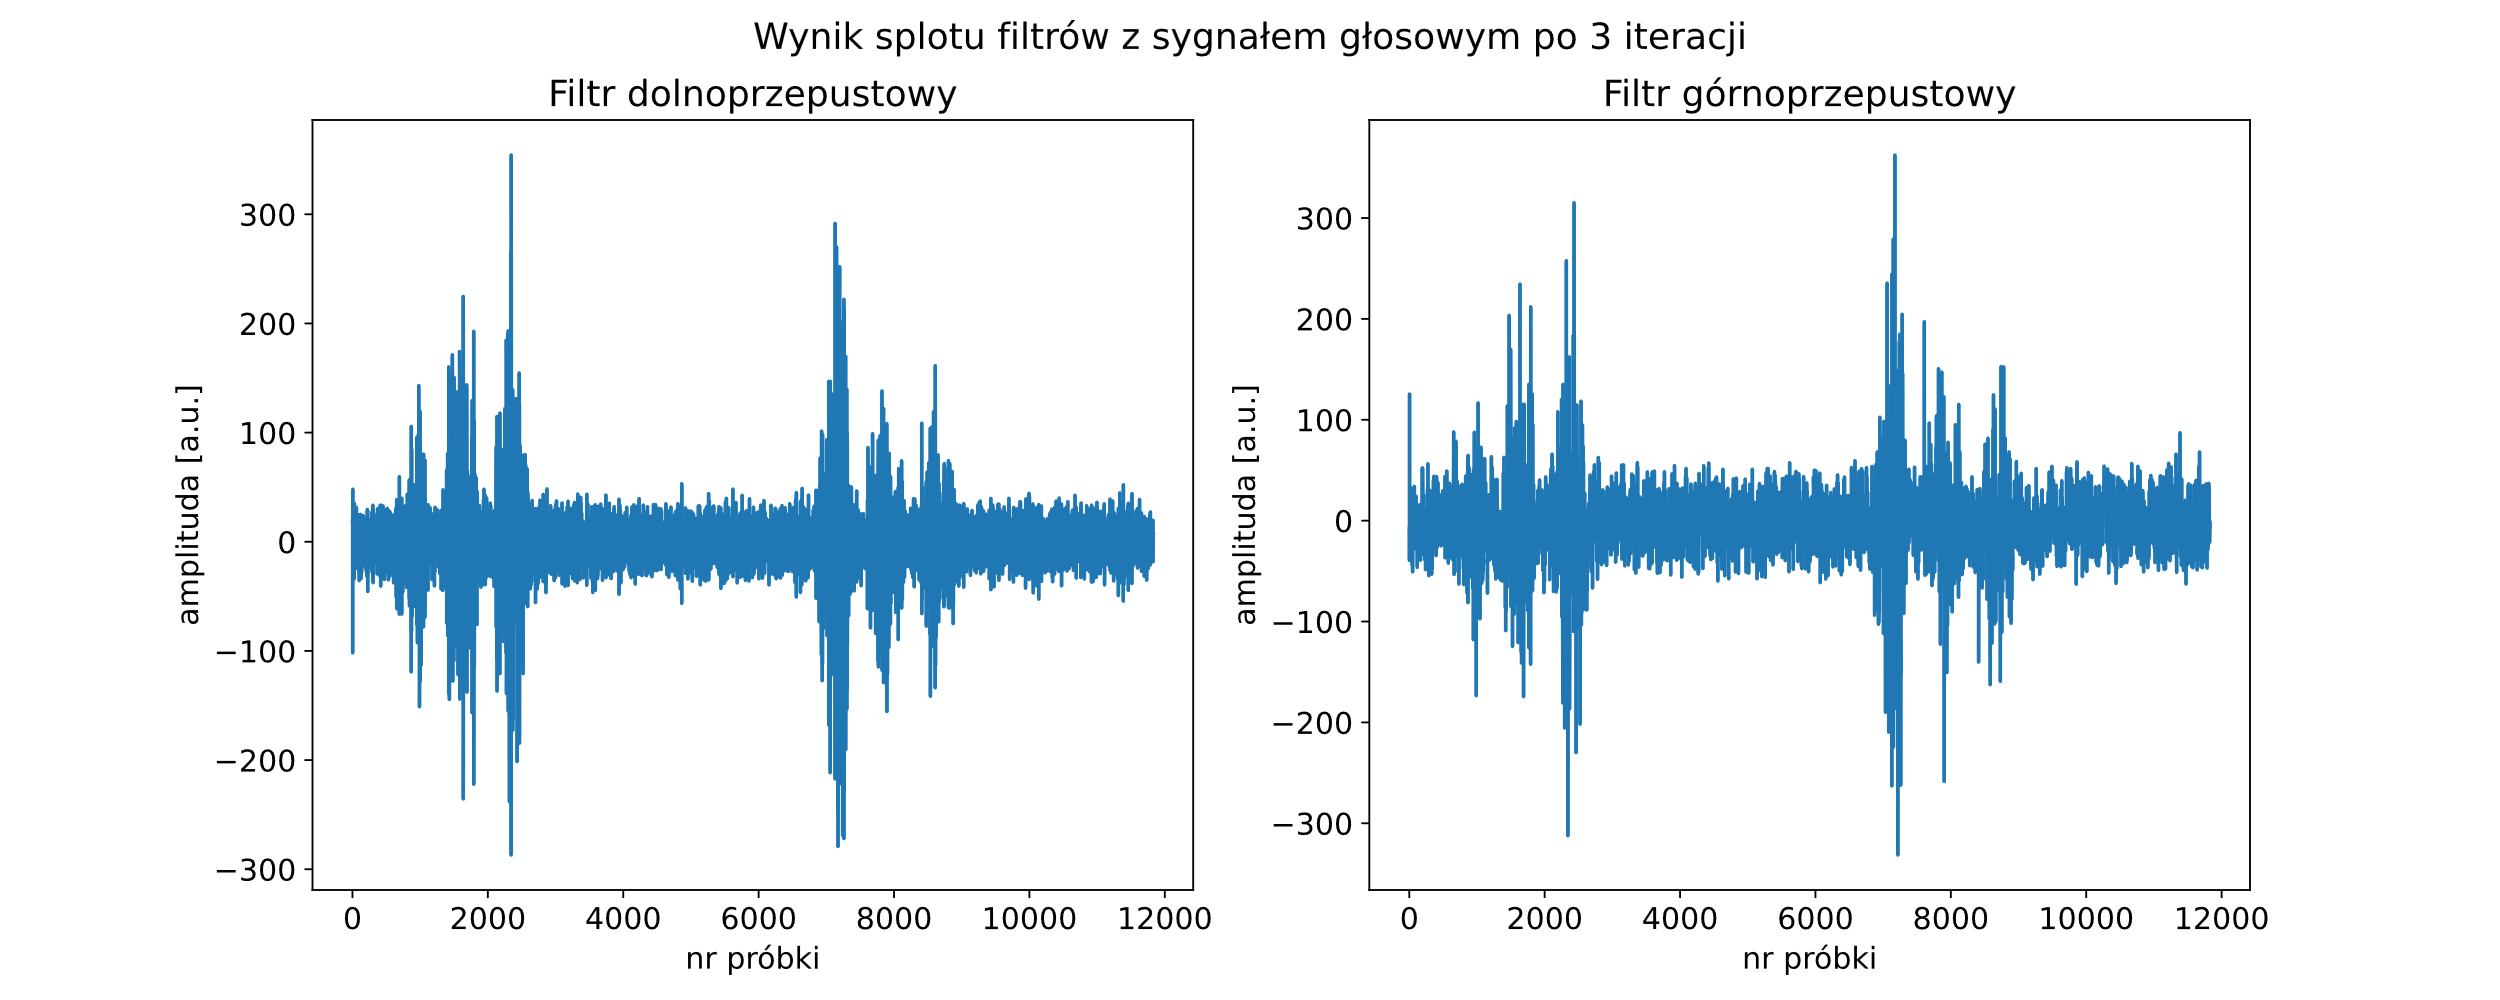 Wynik splotu filtrów z sygnałem głosowym po 3 iteracji
Filtr dolnoprzepustowy
amplituda [a.u.]
300
200
100
0
−100
−200
−300
0 2000 4000 6000 8000 10000 12000
nr próbki
Filtr górnoprzepustowy
amplituda [a.u.]
300
200
100
0
−100
−200
−300
0 2000 4000 6000 8000 10000 12000
nr próbki